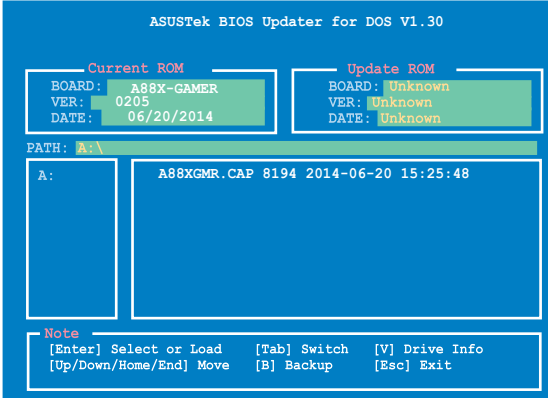 ASUSTek BIOS Updater for DOS V1.30
Current ROM
BOARD: A88X-GAMER
VER: 0205
DATE: 06/20/2014
Update ROM
BOARD: Unknown
VER: Unknown
DATE: Unknown
PATH: A:\
A:
A88XGMR.CAP 8194 2014-06-20 15:25:48
Note
[Enter] Select or Load [Tab] Switch [V] Drive Info
[Up/Down/Home/End] Move [B] Backup [Esc] Exit